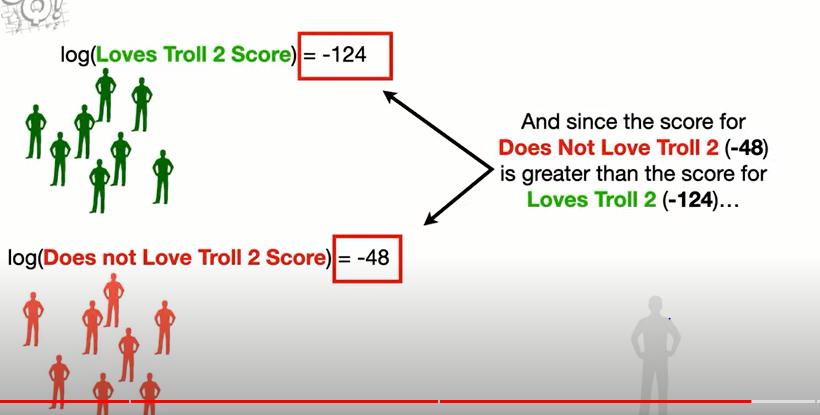 log(Loves Troll 2 Score) = -124
And since the score for
Does Not Love Troll 2 (-48)
is greater than the score for
Loves Troll 2 (-124)…
log(Does not Love Troll 2 Score) = -48